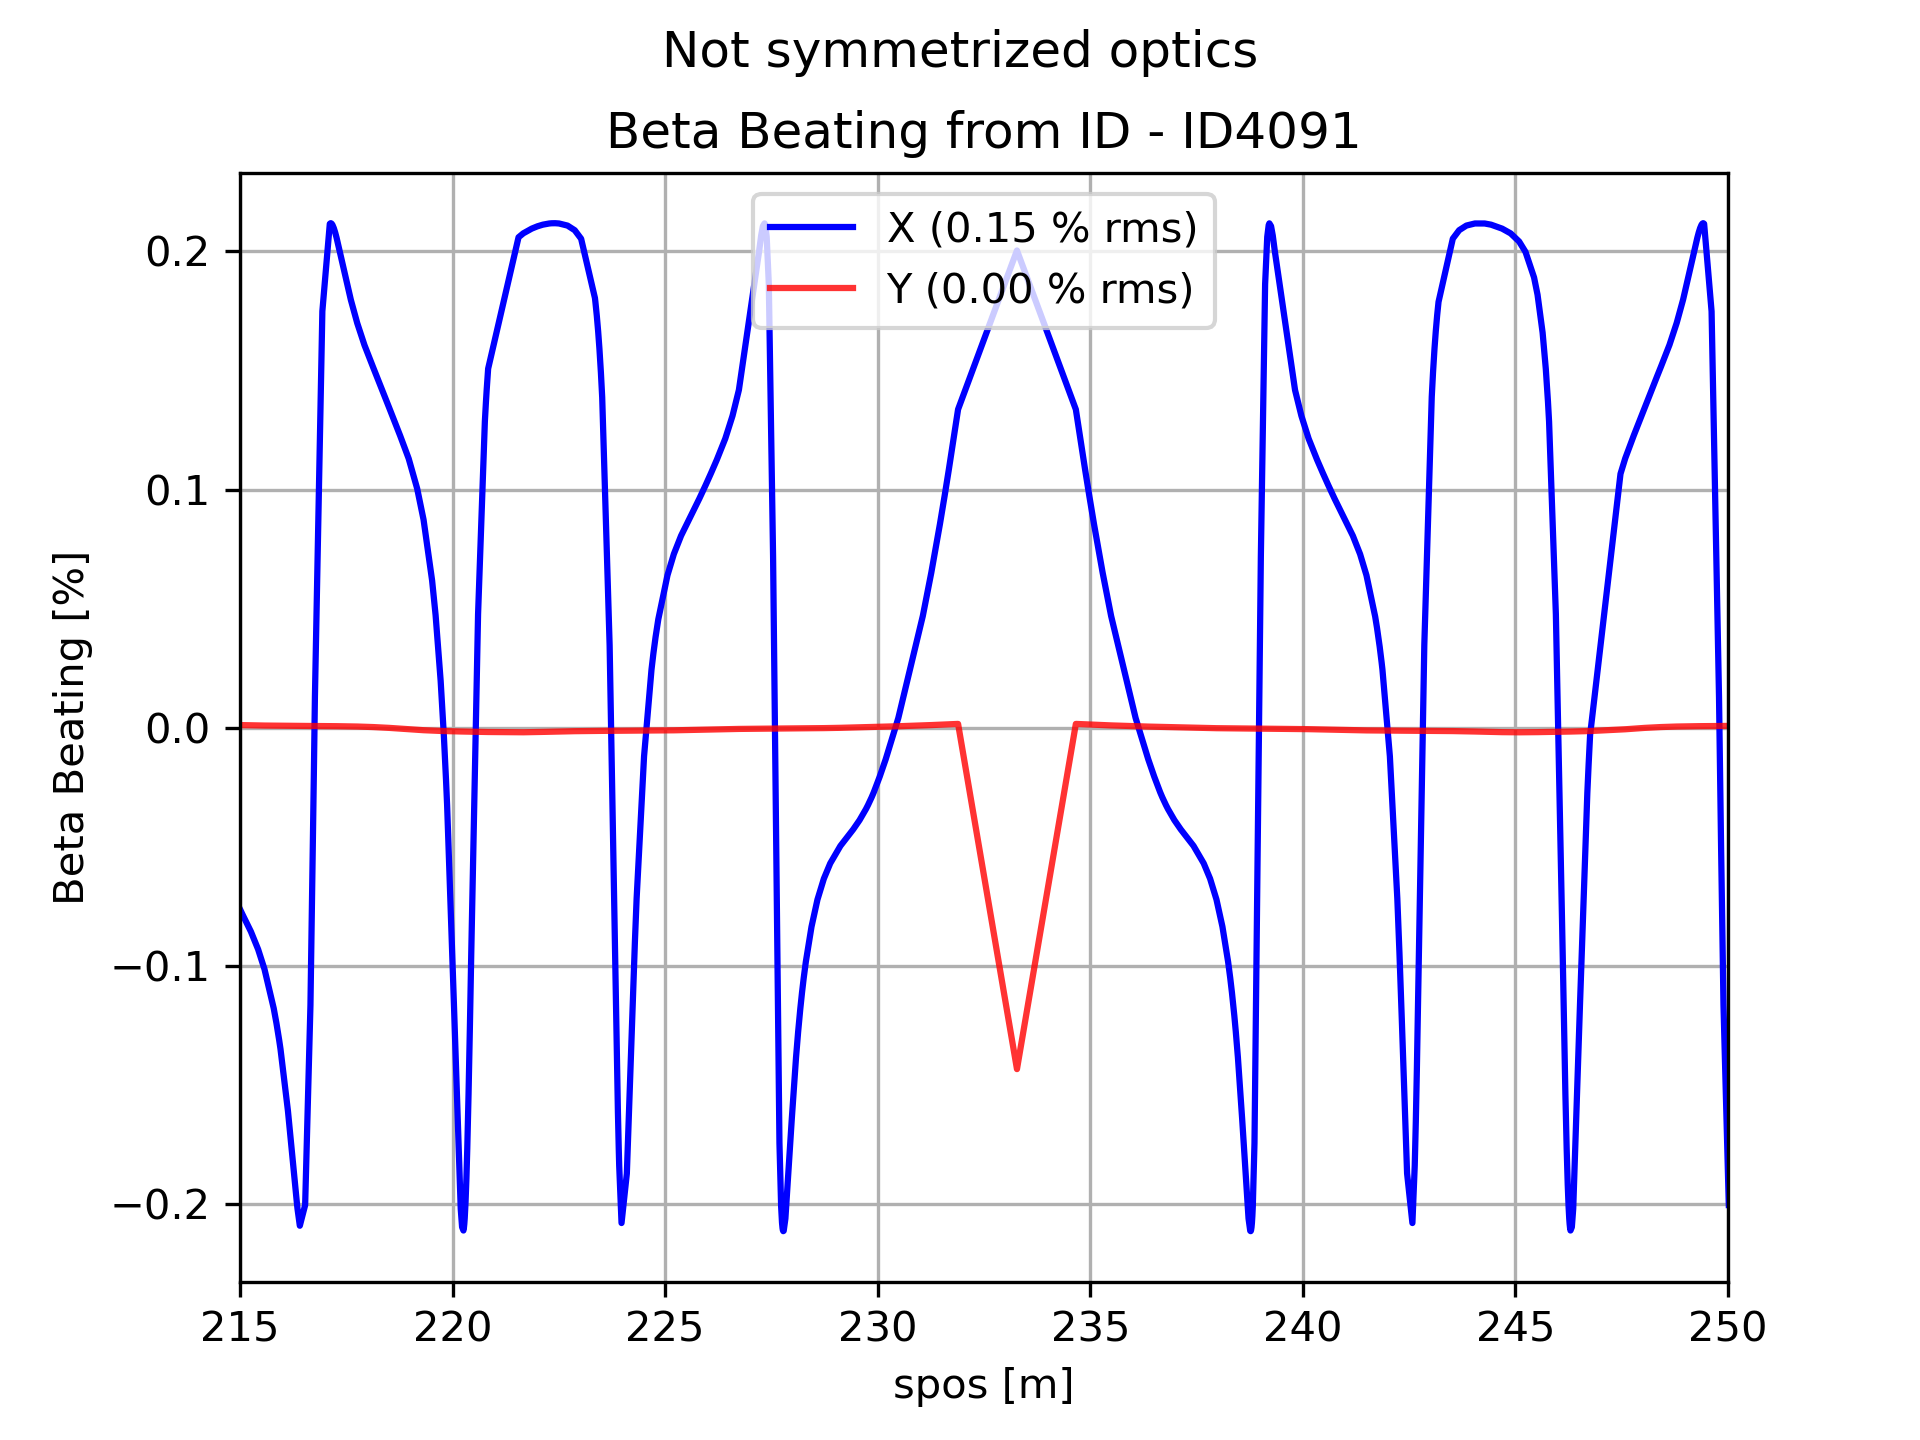 Not symmetrized optics
Beta Beating from ID - ID4091
X (0.15 % rms)
Y (0.00 % rms)
Beta Beating [%]
0.2
0.1
0.0
−0.1
−0.2
215 220 225 230 235 240 245 250
spos [m]